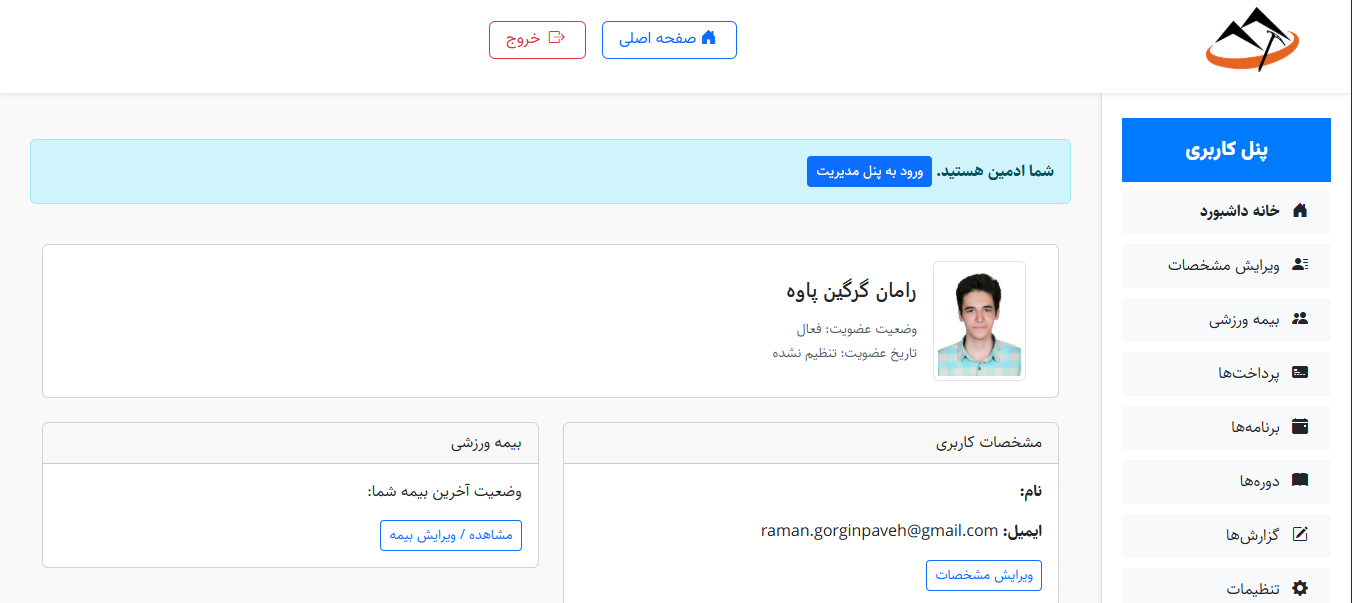 صفحه اصلی
خروج
پنل کاربری
خانه داشبورد
ویرایش مشخصات
بیمه ورزشی
پرداخت‌ها
برنامه‌ها
دوره‌ها
گزارش‌ها
تنظیمات
شما ادمین هستید. ورود به پنل مدیریت
رامان گرگین پاوه
وضعیت عضویت: فعال
تاریخ عضویت: تنظیم نشده
مشخصات کاربری
نام:
ایمیل: raman.gorginpaveh@gmail.com
ویرایش مشخصات
بیمه ورزشی
وضعیت آخرین بیمه شما:
مشاهده / ویرایش بیمه